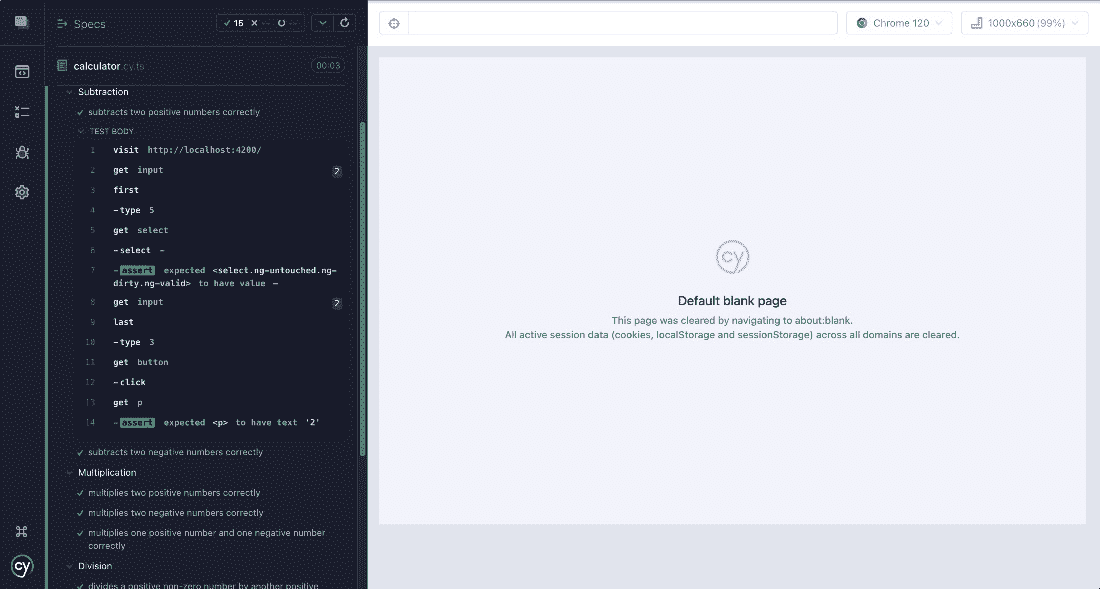 Specs
15 -- --
calculator.cy.ts 00:03
Subtraction
subtracts two positive numbers correctly
TEST BODY
1 visit http://localhost:4200/
2 get input 2
3 first
4 -type 5
5 get select
6 -select -
7 -assert expected <select.ng-untouched.ng-
dirty.ng-valid> to have value -
8 get input 2
9 last
10 -type 3
11 get button
12 -click
13 get p
14 -assert expected <p> to have text '2'
subtracts two negative numbers correctly
Multiplication
multiplies two positive numbers correctly
multiplies two negative numbers correctly
multiplies one positive number and one negative number
correctly
Division
divides a positive non-zero number by another positive
cy
Chrome 120
1000x660 (99%)
cy
Default blank page
This page was cleared by navigating to about:blank.
All active session data (cookies, localStorage and sessionStorage) across all domains are cleared.